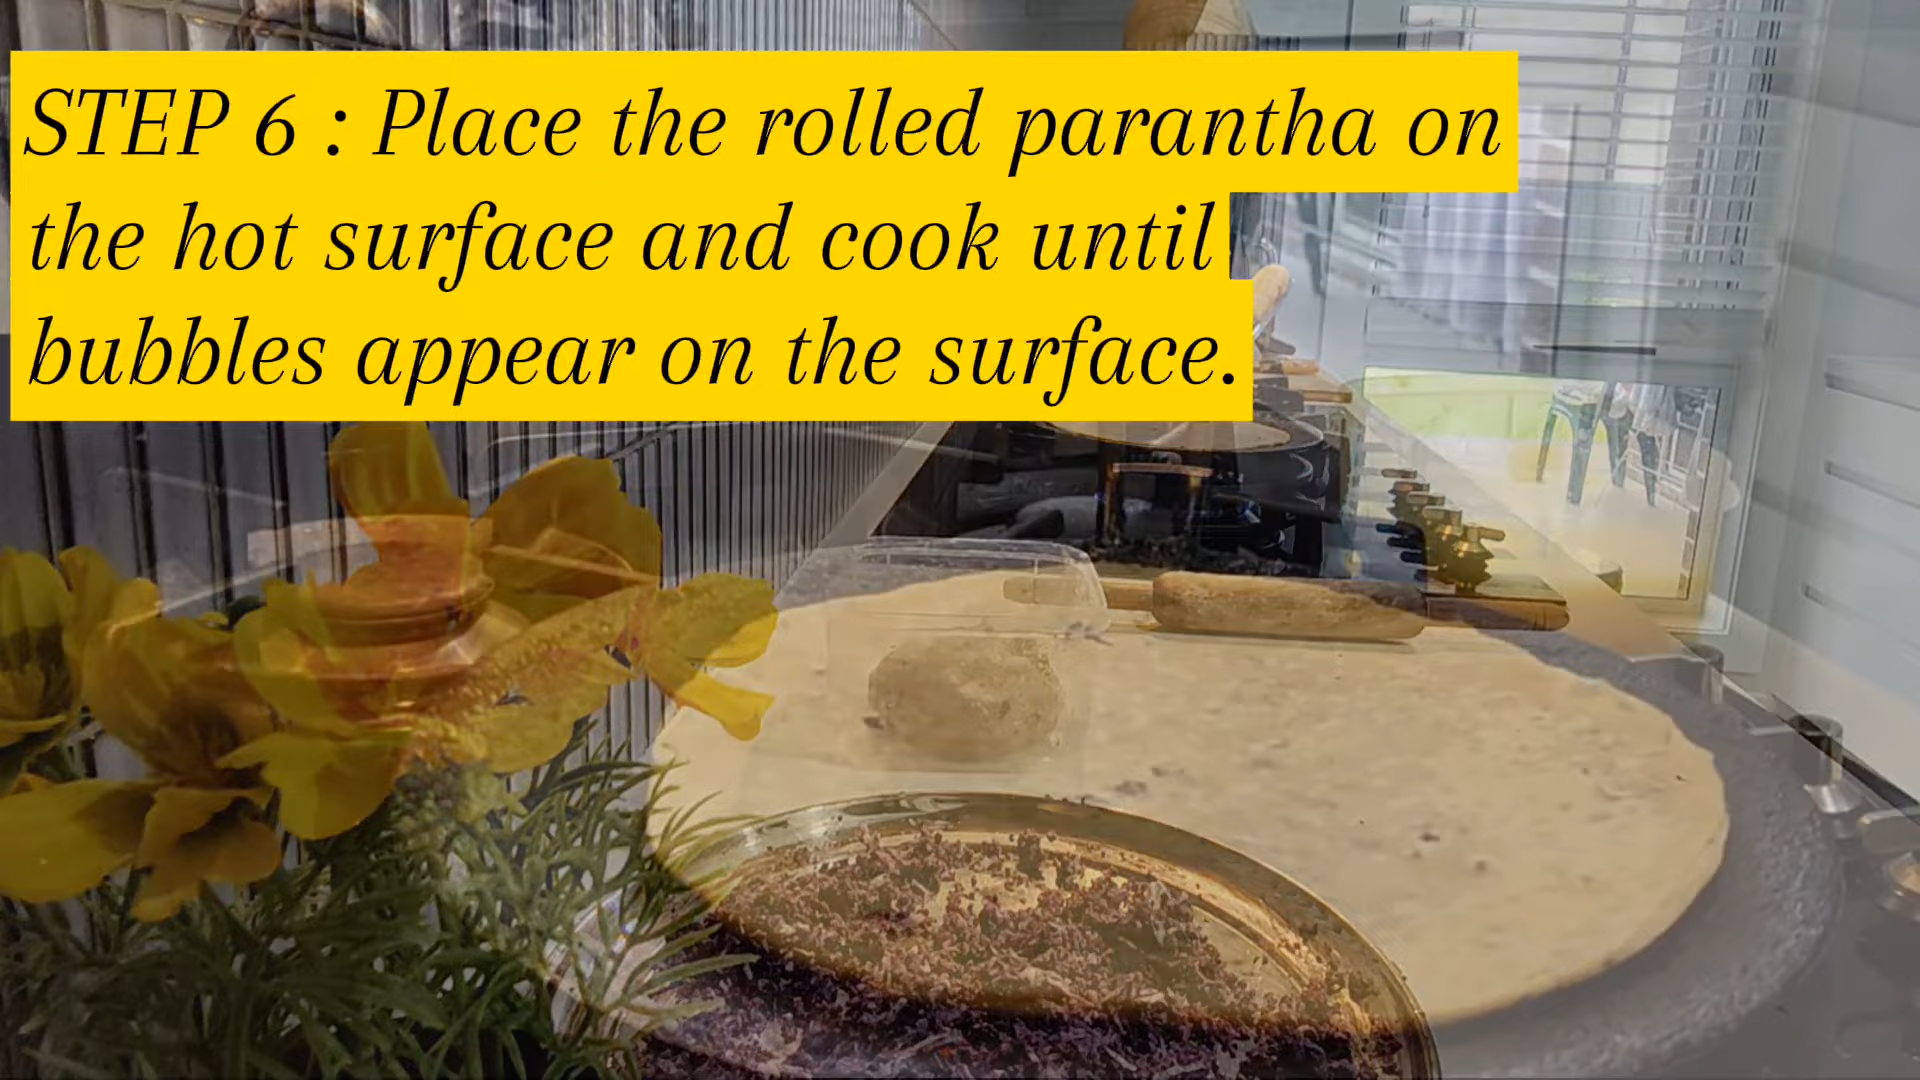 STEP 6 : Place the rolled parantha on
the hot surface and cook until
bubbles appear on the surface.